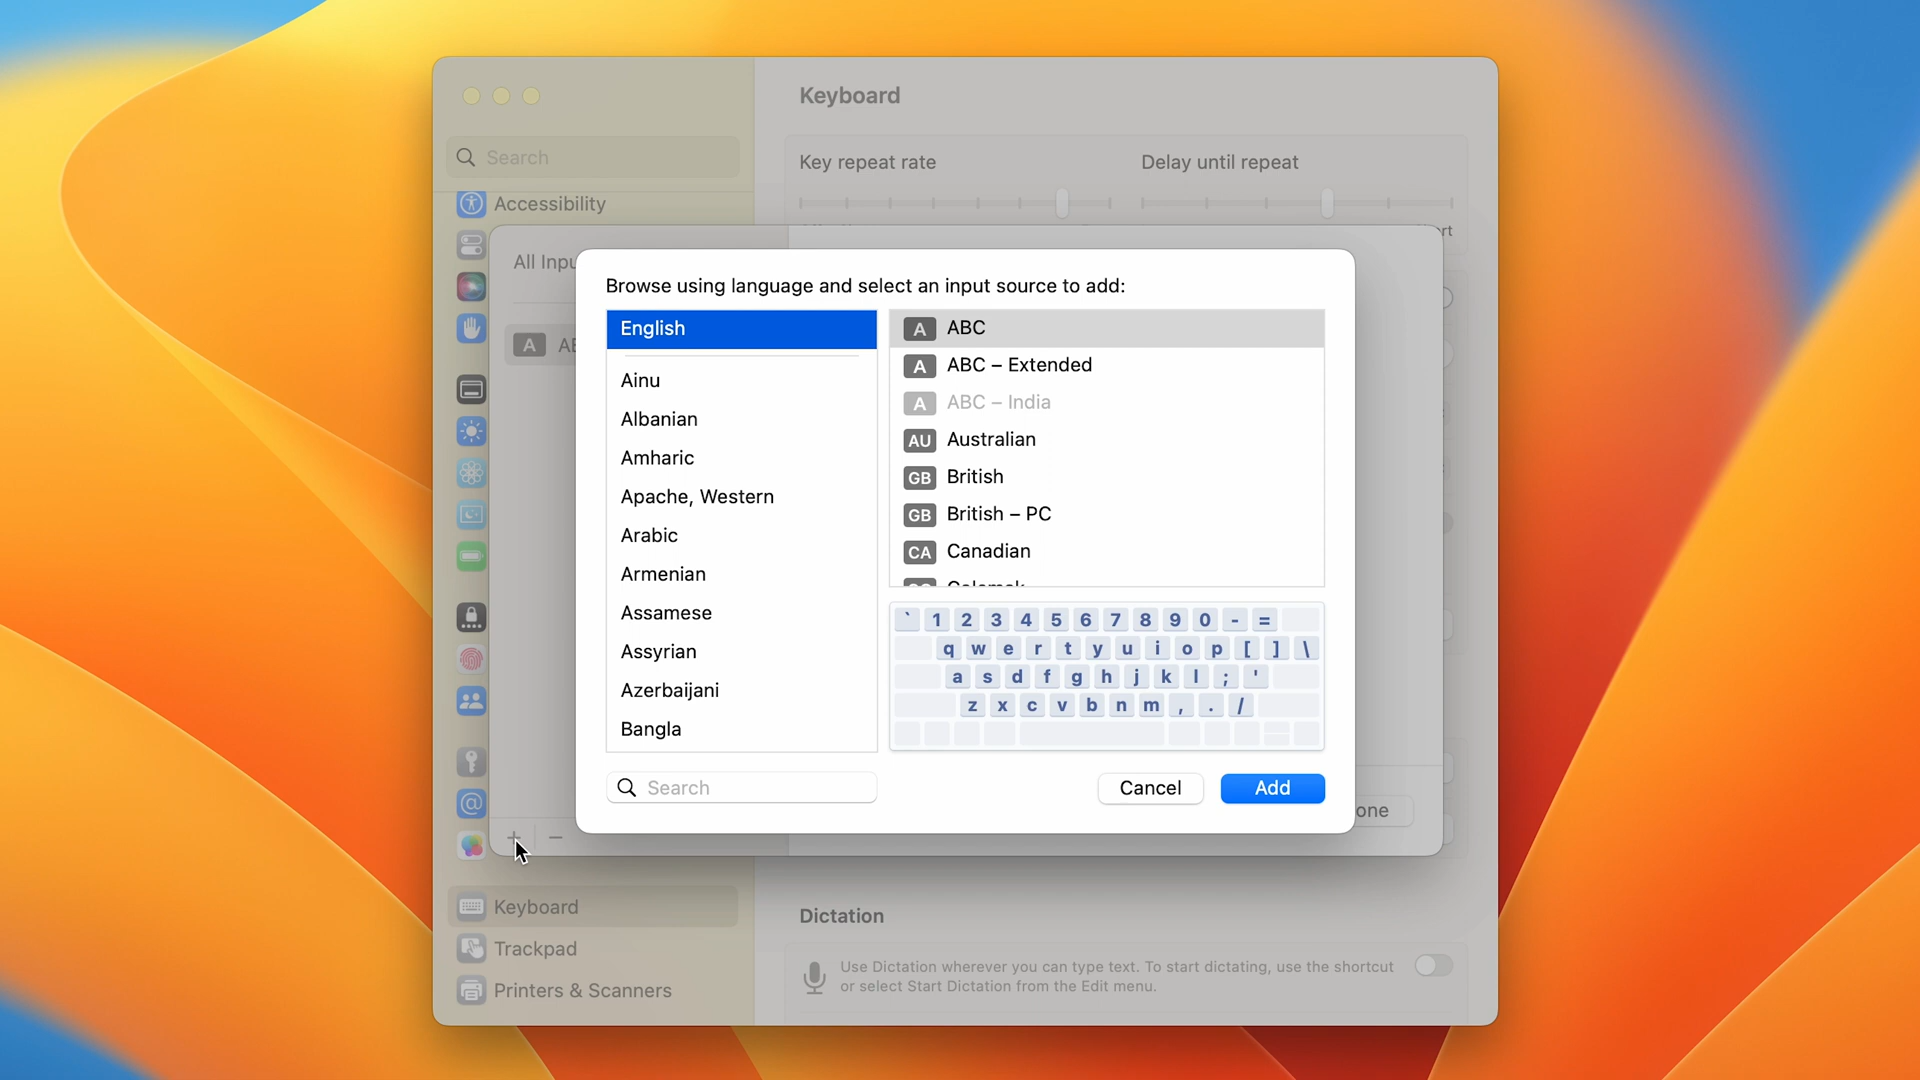 Keyboard
Search
Key repeat rate
Delay until repeat
Accessibility
All
A
Browse using language and select an input source to add:
English
Ainu
Albanian
Amharic
Apache, Western
Arabic
Armenian
Assamese
Assyrian
Azerbaijani
Bangla
A ABC
A ABC – Extended
A ABC – India
AU Australian
GB British
GB British – PC
CA Canadian
` 1 2 3 4 5 6 7 8 9 0 - =
q w e r t y u i o p [ ] \
a s d f g h j k l ; '
z x c v b n m , . /
Search
Cancel
Add
+ −
Keyboard
Trackpad
Printers & Scanners
Dictation
Use Dictation wherever you can type text. To start dictating, use the shortcut
or select Start Dictation from the Edit menu.